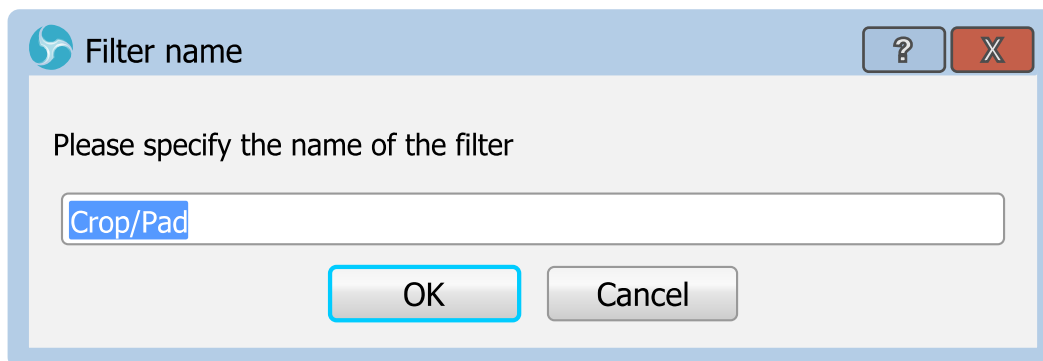 Filter name
?
X
Please specify the name of the filter
Crop/Pad
OK
Cancel